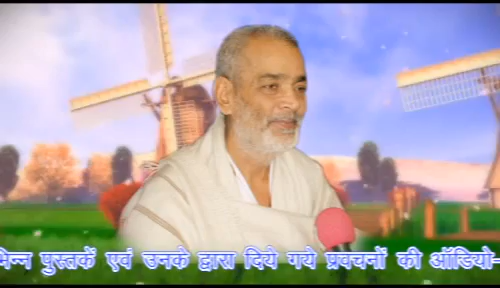 भिन्न पुस्तकें एवं उनके द्वारा दिये गये प्रवचनों की ऑडियो-